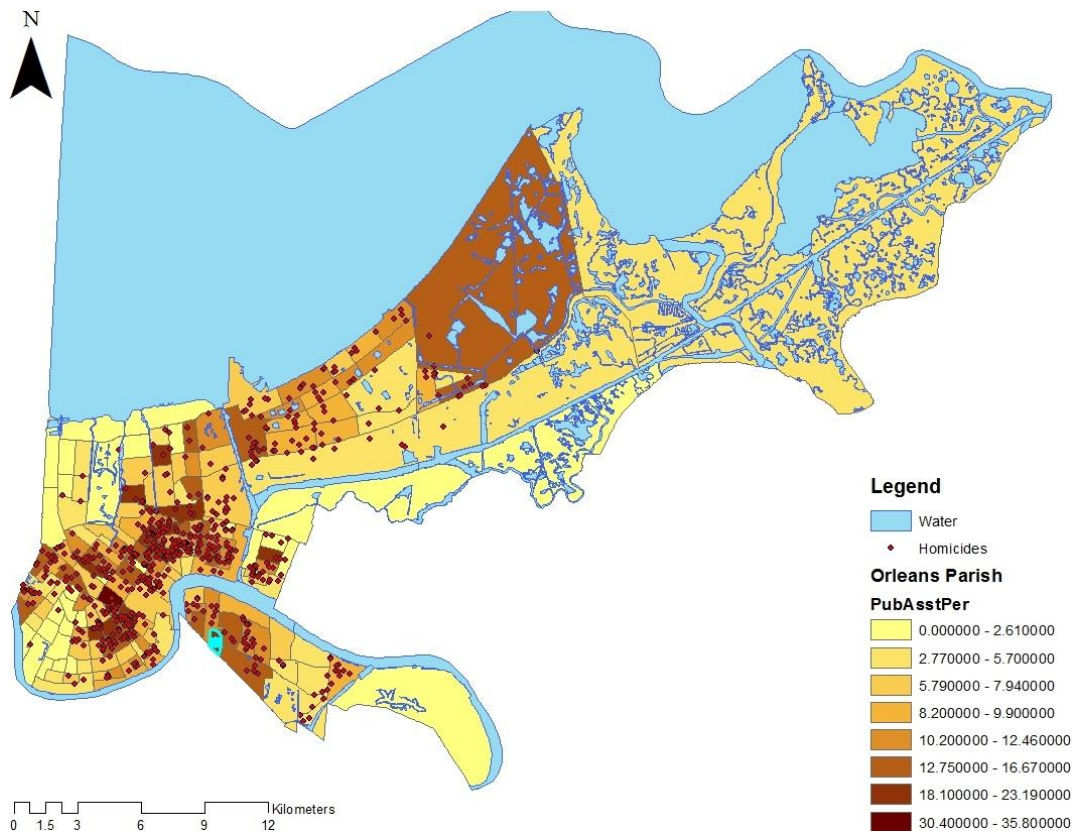 N
Legend
Water
Homicides
Orleans Parish
PubAsstPer
0.000000 - 2.610000
2.770000 - 5.700000
5.790000 - 7.940000
8.200000 - 9.900000
10.200000 - 12.460000
12.750000 - 16.670000
18.100000 - 23.190000
30.400000 - 35.800000
Kilometers
0 1.5 3 6 9 12